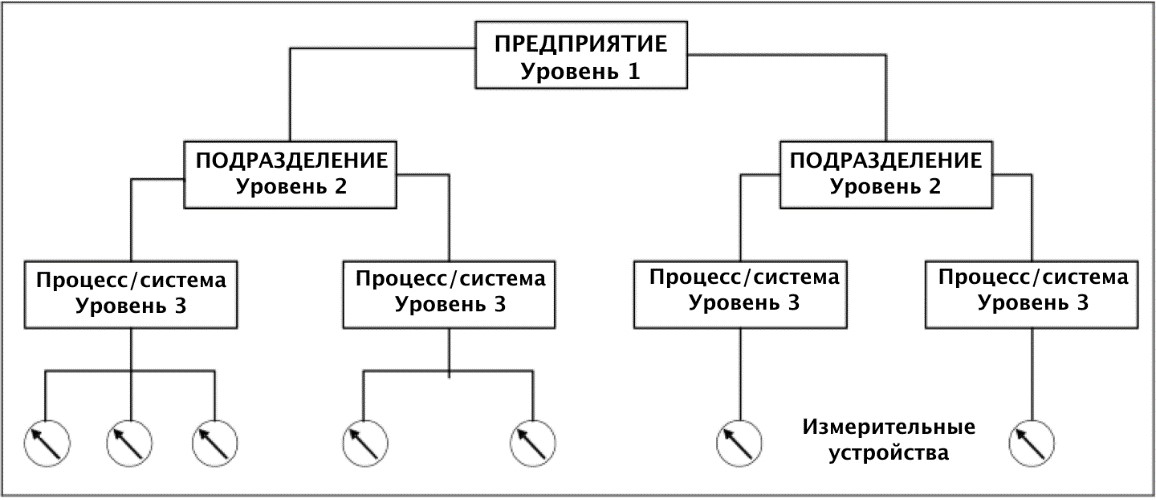 ПРЕДПРИЯТИЕ
Уровень 1
ПОДРАЗДЕЛЕНИЕ
Уровень 2
ПОДРАЗДЕЛЕНИЕ
Уровень 2
Процесс/система
Уровень 3
Процесс/система
Уровень 3
Процесс/система
Уровень 3
Процесс/система
Уровень 3
Измерительные
устройства